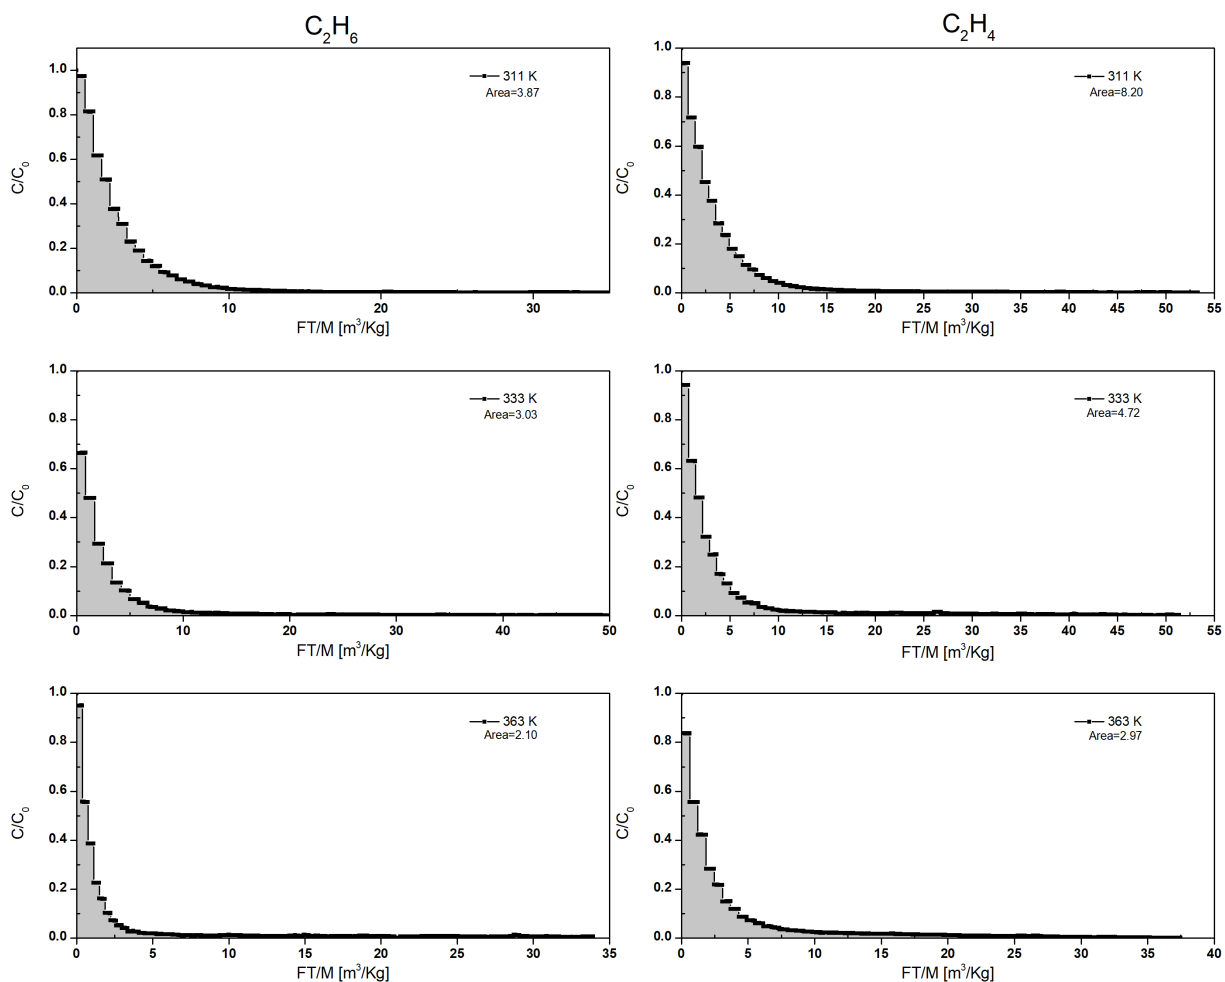 C2H6
C2H4
1.0
0.8
0.6
0.4
0.2
0.0
C/C0
311 K
Area=3.87
0 10 20 30
FT/M [m3/Kg]
1.0
0.8
0.6
0.4
0.2
0.0
C/C0
311 K
Area=8.20
0 5 10 15 20 25 30 35 40 45 50 55
FT/M [m3/Kg]
1.0
0.8
0.6
0.4
0.2
0.0
C/C0
333 K
Area=3.03
0 10 20 30 40 50
FT/M [m3/Kg]
1.0
0.8
0.6
0.4
0.2
0.0
C/C0
333 K
Area=4.72
0 5 10 15 20 25 30 35 40 45 50 55
FT/M [m3/Kg]
1.0
0.8
0.6
0.4
0.2
0.0
C/C0
363 K
Area=2.10
0 5 10 15 20 25 30 35
FT/M [m3/Kg]
1.0
0.8
0.6
0.4
0.2
0.0
C/C0
363 K
Area=2.97
0 5 10 15 20 25 30 35 40
FT/M [m3/Kg]